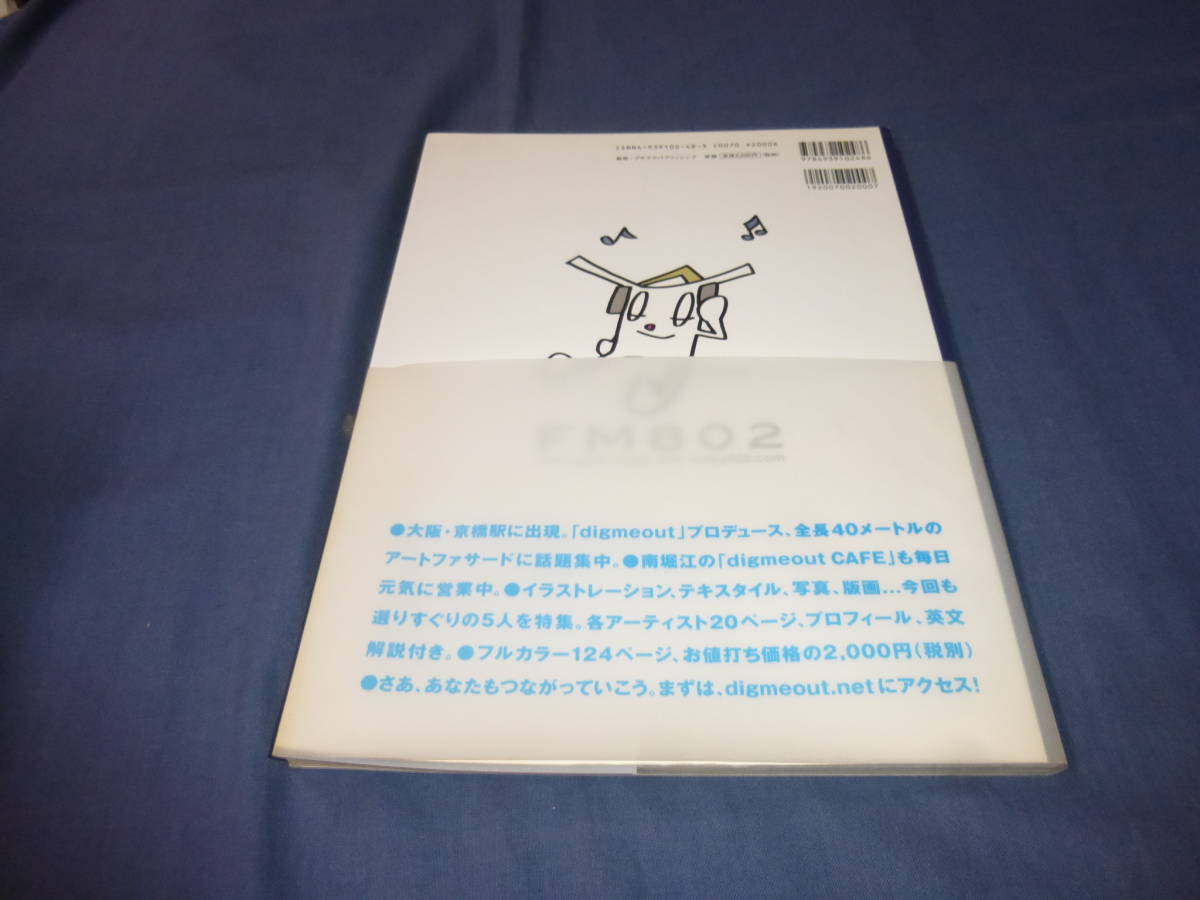 ISBN4-939102-48-3 C0070 ¥2000E
9784939102486
1920070020007
FM802
●大阪・京橋駅に出現。「digmeout」プロデュース、全長40メートルの
アートファサードに話題集中。●南堀江の「digmeout CAFE」も毎日
元気に営業中。●イラストレーション、テキスタイル、写真、版画…今回も
選りすぐりの5人を特集。各アーティスト20ページ、プロフィール、英文
解説付き。●フルカラー124ページ、お値打ち価格の2,000円(税別)
●さあ、あなたもつながっていこう。まずは、digmeout.netにアクセス!